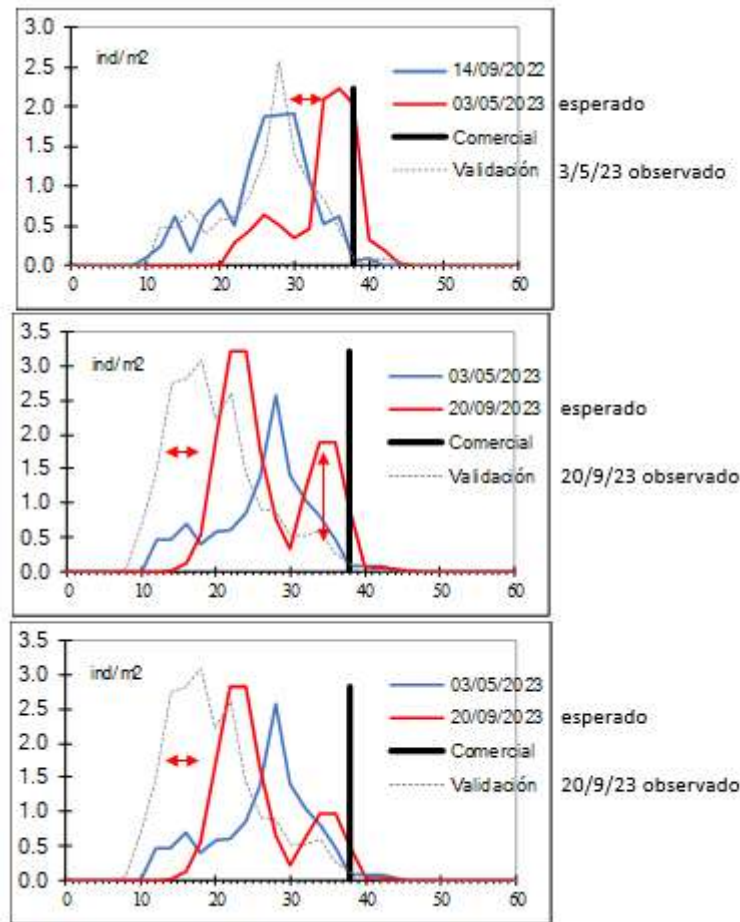 3.0
2.5
2.0
1.5
1.0
0.5
0.0
ind/m2
14/09/2022
03/05/2023 esperado
Comercial
Validación 3/5/23 observado
0 10 20 30 40 50 60
3.5
3.0
2.5
2.0
1.5
1.0
0.5
0.0
ind/m2
03/05/2023
20/09/2023 esperado
Comercial
Validación 20/9/23 observado
0 10 20 30 40 50 60
3.5
3.0
2.5
2.0
1.5
1.0
0.5
0.0
ind/m2
03/05/2023
20/09/2023 esperado
Comercial
Validación 20/9/23 observado
0 10 20 30 40 50 60